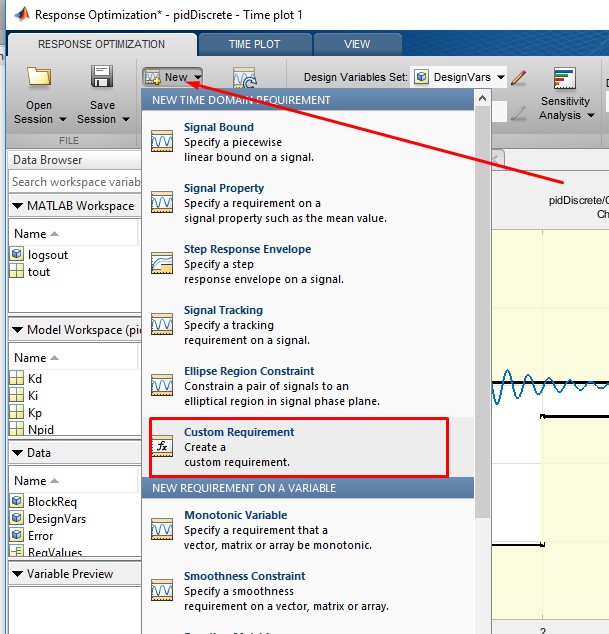 Response Optimization* - pidDiscrete - Time plot 1
RESPONSE OPTIMIZATION
TIME PLOT
VIEW
Open
Session
Save
Session
FILE
New
Design Variables Set:
DesignVars
Sensitivity
Analysis
Data Browser
Search workspace variab
MATLAB Workspace
Name
logsout
tout
Model Workspace (pid
Name
Kd
Ki
Kp
Npid
Data
Name
BlockReq
DesignVars
Error
ReqValues
Variable Preview
NEW TIME DOMAIN REQUIREMENT
Signal Bound
Specify a piecewise
linear bound on a signal.
Signal Property
Specify a requirement on a
signal property such as the mean value.
Step Response Envelope
Specify a step
response envelope on a signal.
Signal Tracking
Specify a tracking
requirement on a signal.
Ellipse Region Constraint
Constrain a pair of signals to an
elliptical region in signal phase plane.
fx
Custom Requirement
Create a
custom requirement.
NEW REQUIREMENT ON A VARIABLE
Monotonic Variable
Specify a requirement that a
vector, matrix or array be monotonic.
Smoothness Constraint
Specify a smoothness
requirement on a vector, matrix or array.
pidDiscrete/C
Ch
2